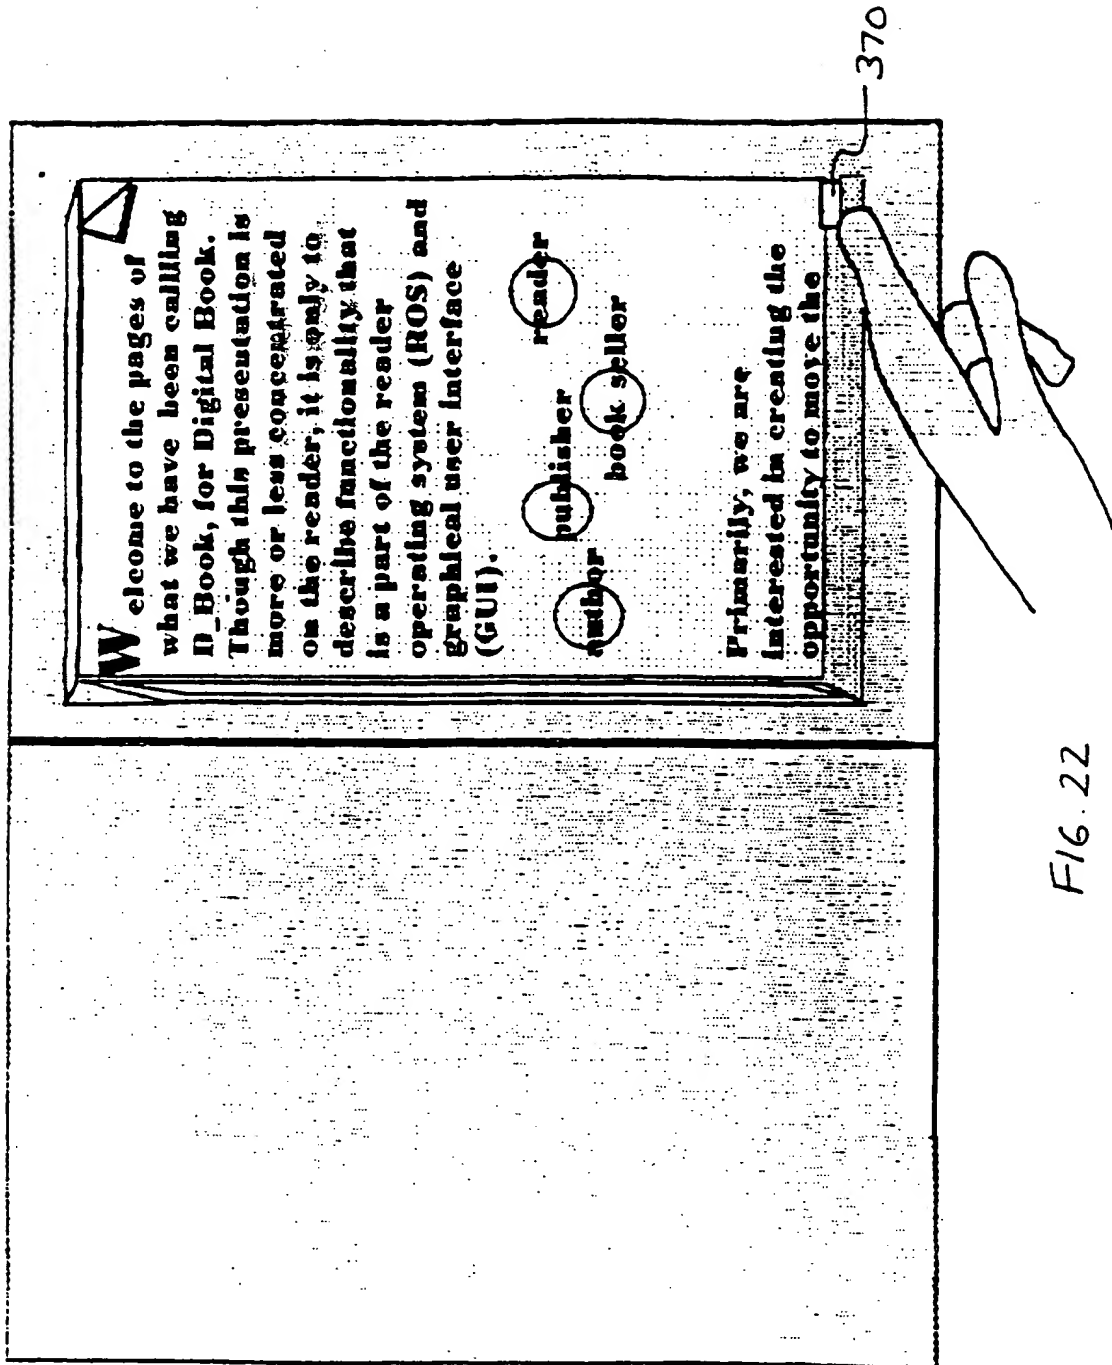 Welcome to the pages of
what we have been calling
D_Book, for Digital Book.
Though this presentation is
more or less concentrated
on the reader, it is only to
describe functionality that
is a part of the reader
operating system (ROS) and
graphical user interface
(GUI).
author
publisher
book seller
reader
Primarily, we are
interested in creating the
opportunity to move the
370
FIG. 22